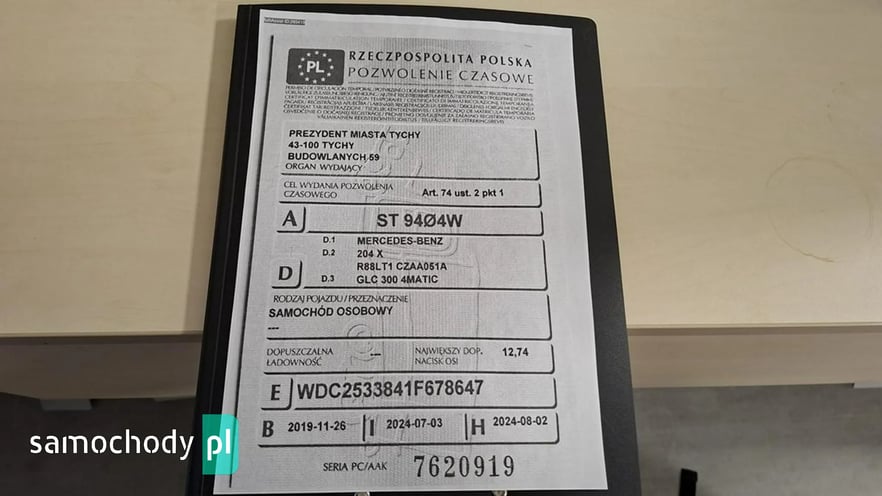 PL
RZECZPOSPOLITA POLSKA
POZWOLENIE CZASOWE
PREZYDENT MIASTA TYCHY
43-100 TYCHY
BUDOWLANYCH 59
ORGAN WYDAJĄCY
CEL WYDANIA POZWOLENIA
CZASOWEGO
Art. 74 ust. 2 pkt 1
A ST 94Ø4W
D.1 MERCEDES-BENZ
D.2 204 X
R88LT1 CZAA051A
D D.3 GLC 300 4MATIC
RODZAJ POJAZDU / PRZEZNACZENIE
SAMOCHÓD OSOBOWY
---
DOPUSZCZALNA
ŁADOWNOŚĆ
---
NAJWIĘKSZY DOP.
NACISK OSI
12,74
E WDC2533841F678647
B 2019-11-26 I 2024-07-03 H 2024-08-02
SERIA PC/AAK 7620919
samochody pl